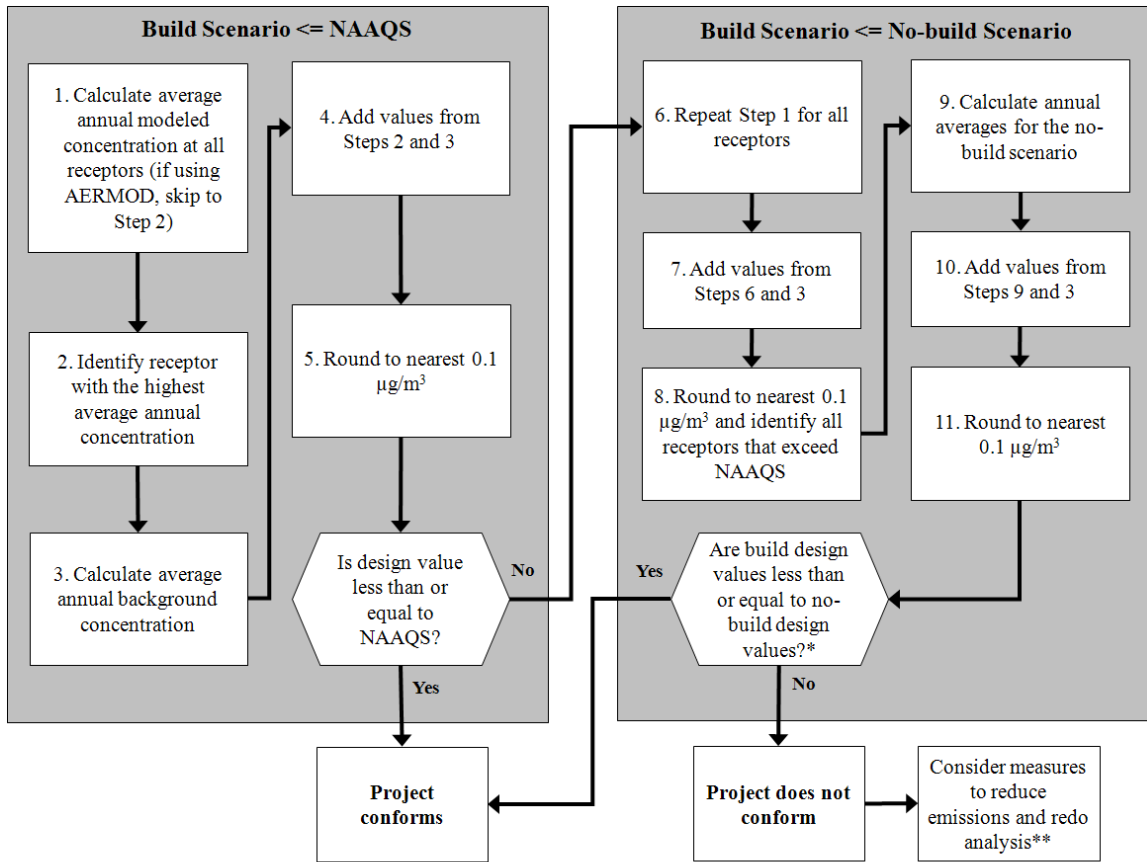 Build Scenario <= NAAQS
1. Calculate average
annual modeled
concentration at all
receptors (if using
AERMOD, skip to
Step 2)
2. Identify receptor
with the highest
average annual
concentration
3. Calculate average
annual background
concentration
4. Add values from
Steps 2 and 3
5. Round to nearest 0.1
µg/m³
Is design value
less than or
equal to
NAAQS?
No
Yes
Build Scenario <= No-build Scenario
6. Repeat Step 1 for all
receptors
7. Add values from
Steps 6 and 3
8. Round to nearest 0.1
µg/m³ and identify all
receptors that exceed
NAAQS
9. Calculate annual
averages for the no-
build scenario
10. Add values from
Steps 9 and 3
11. Round to nearest
0.1 µg/m³
Are build design
values less than
or equal to no-
build design
values?*
Yes
No
Project
conforms
Project does not
conform
Consider measures
to reduce
emissions and redo
analysis**